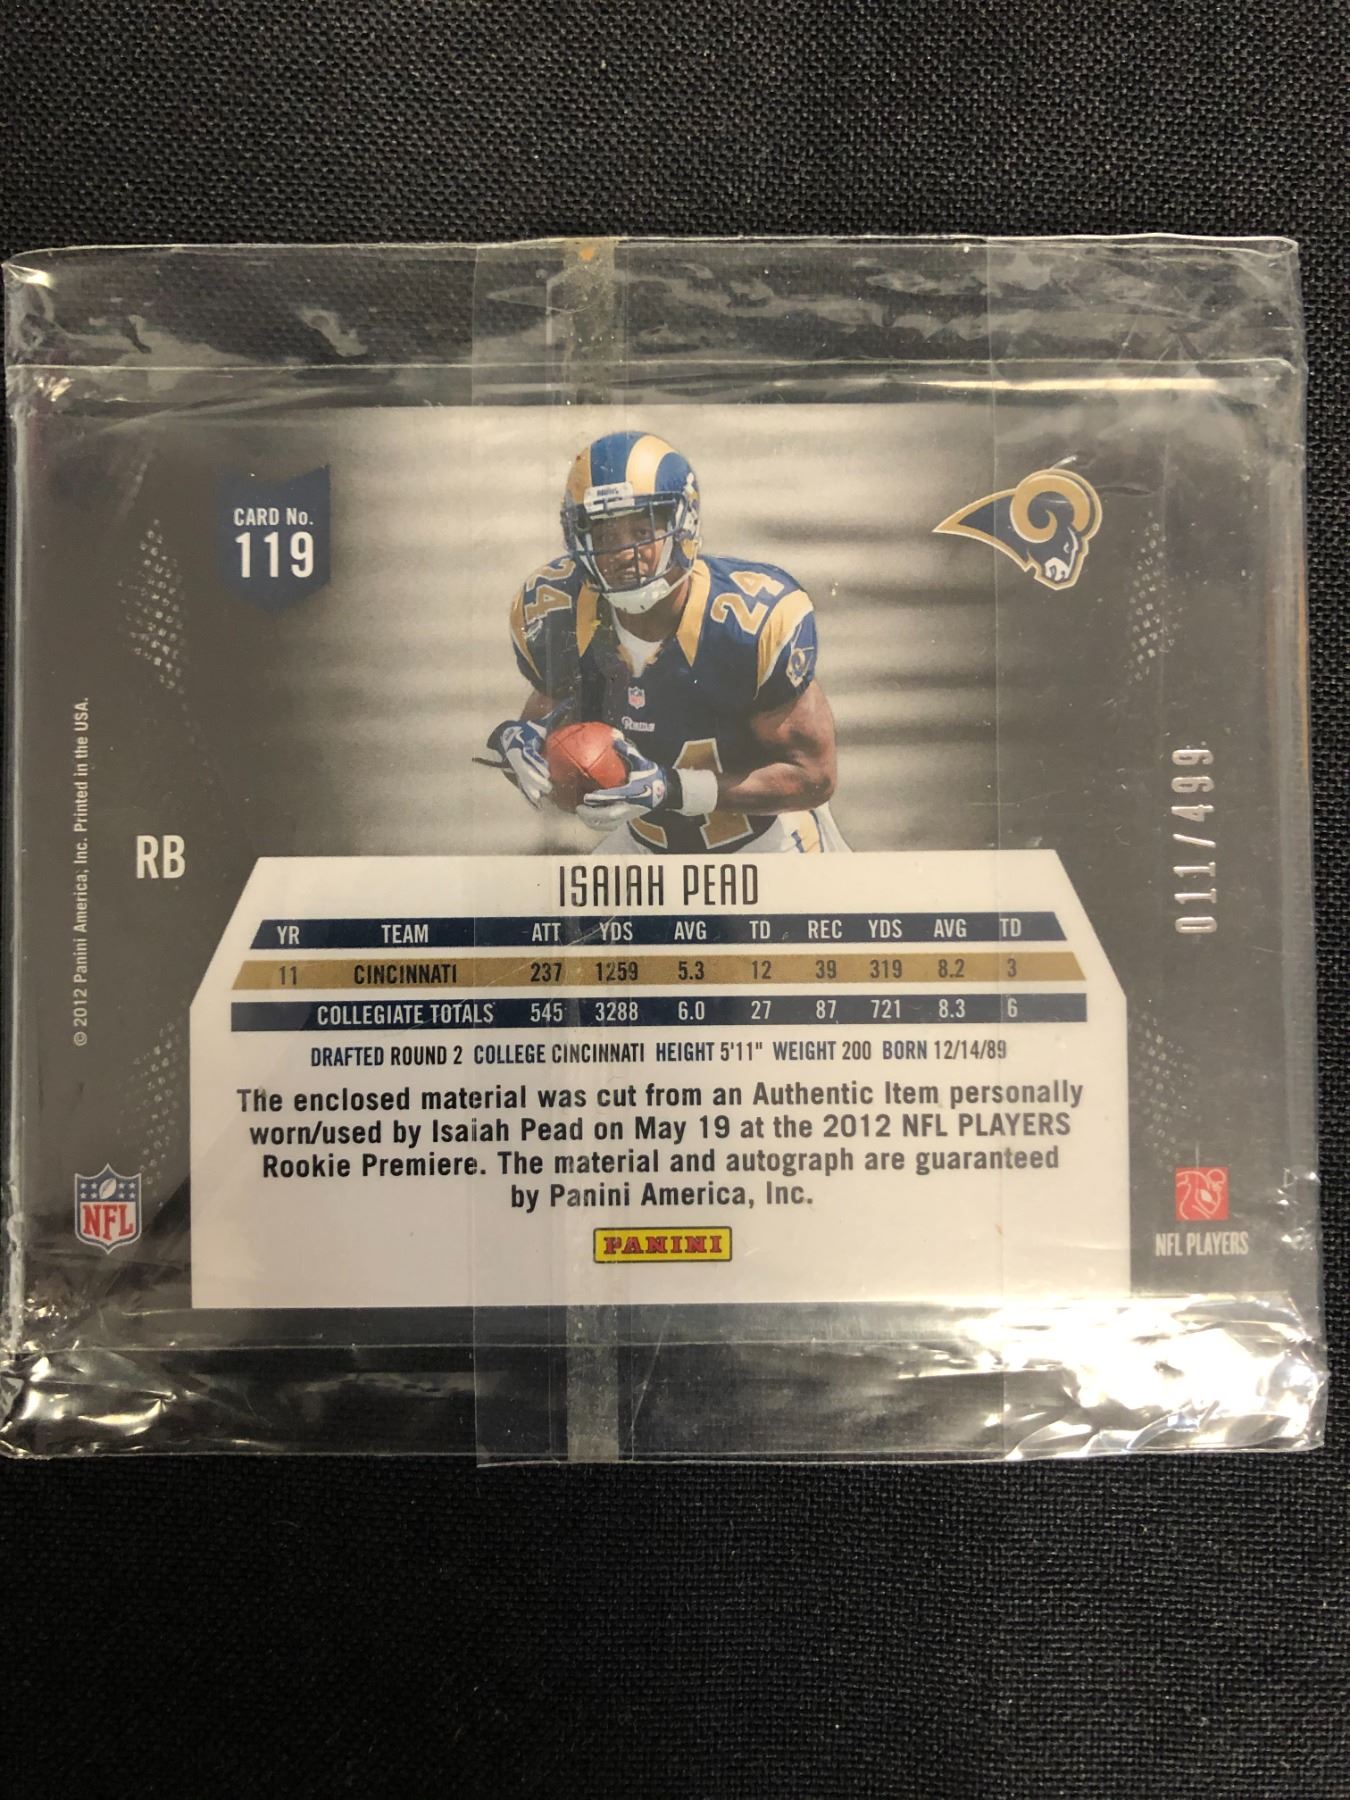 CARD No.
119
24
24
Rams
24
RB
© 2012 Panini America, Inc. Printed in the USA.
011/499
ISAIAH PEAD
YR TEAM ATT YDS AVG TD REC YDS AVG TD
11 CINCINNATI 237 1259 5.3 12 39 319 8.2 3
COLLEGIATE TOTALS 545 3288 6.0 27 87 721 8.3 6
DRAFTED ROUND 2 COLLEGE CINCINNATI HEIGHT 5'11" WEIGHT 200 BORN 12/14/89
The enclosed material was cut from an Authentic Item personally
worn/used by Isaiah Pead on May 19 at the 2012 NFL PLAYERS
Rookie Premiere. The material and autograph are guaranteed
by Panini America, Inc.
PANINI
NFL
NFL PLAYERS